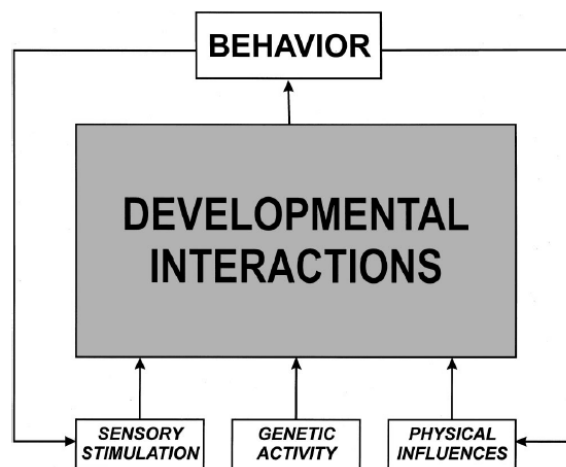 BEHAVIOR
DEVELOPMENTAL
INTERACTIONS
SENSORY
STIMULATION
GENETIC
ACTIVITY
PHYSICAL
INFLUENCES